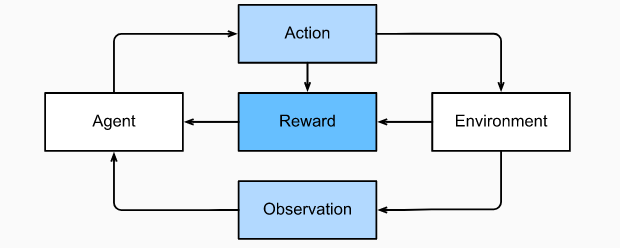 Action
Agent
Reward
Environment
Observation